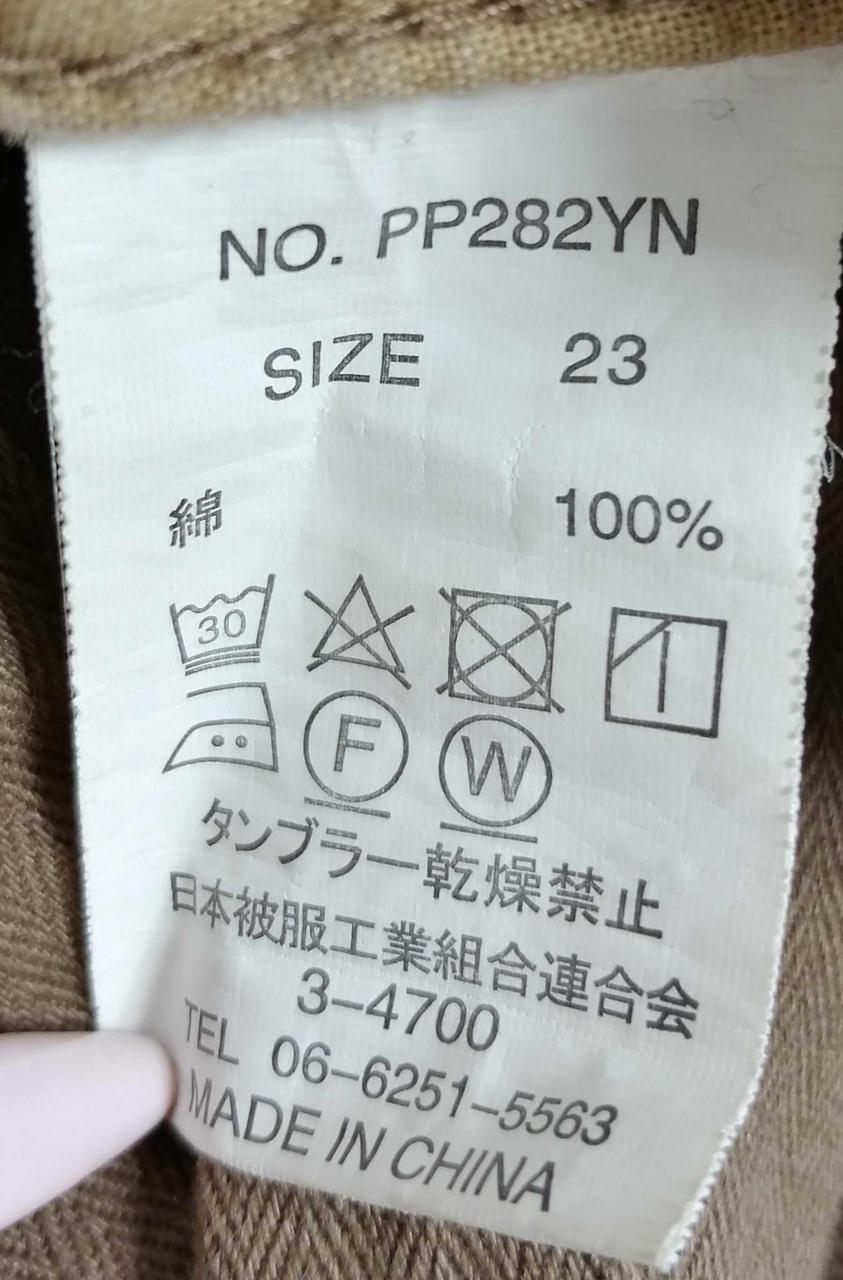 NO. PP282YN
SIZE 23
綿 100%
30
F W
タンブラー乾燥禁止
日本被服工業組合連合会
3-4700
TEL 06-6251-5563
MADE IN CHINA